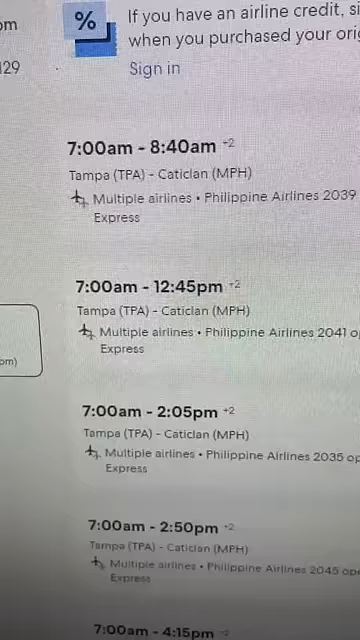 om
%
If you have an airline credit, si
when you purchased your orig
129
Sign in
7:00am - 8:40am +2
Tampa (TPA) - Caticlan (MPH)
Multiple airlines • Philippine Airlines 2039
Express
7:00am - 12:45pm +2
Tampa (TPA) - Caticlan (MPH)
Multiple airlines • Philippine Airlines 2041 o
Express
om)
7:00am - 2:05pm +2
Tampa (TPA) - Caticlan (MPH)
Multiple airlines • Philippine Airlines 2035 op
Express
7:00am - 2:50pm +2
Tampa (TPA) - Caticlan (MPH)
Multiple airlines • Philippine Airlines 2045 ope
Express
7:00am - 4:15pm